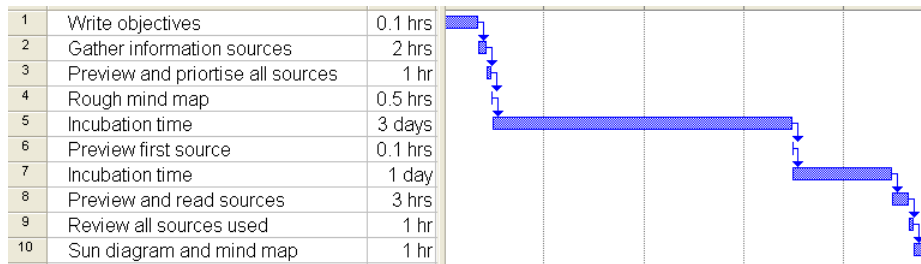 1 Write objectives 0.1 hrs
2 Gather information sources 2 hrs
3 Preview and priortise all sources 1 hr
4 Rough mind map 0.5 hrs
5 Incubation time 3 days
6 Preview first source 0.1 hrs
7 Incubation time 1 day
8 Preview and read sources 3 hrs
9 Review all sources used 1 hr
10 Sun diagram and mind map 1 hr